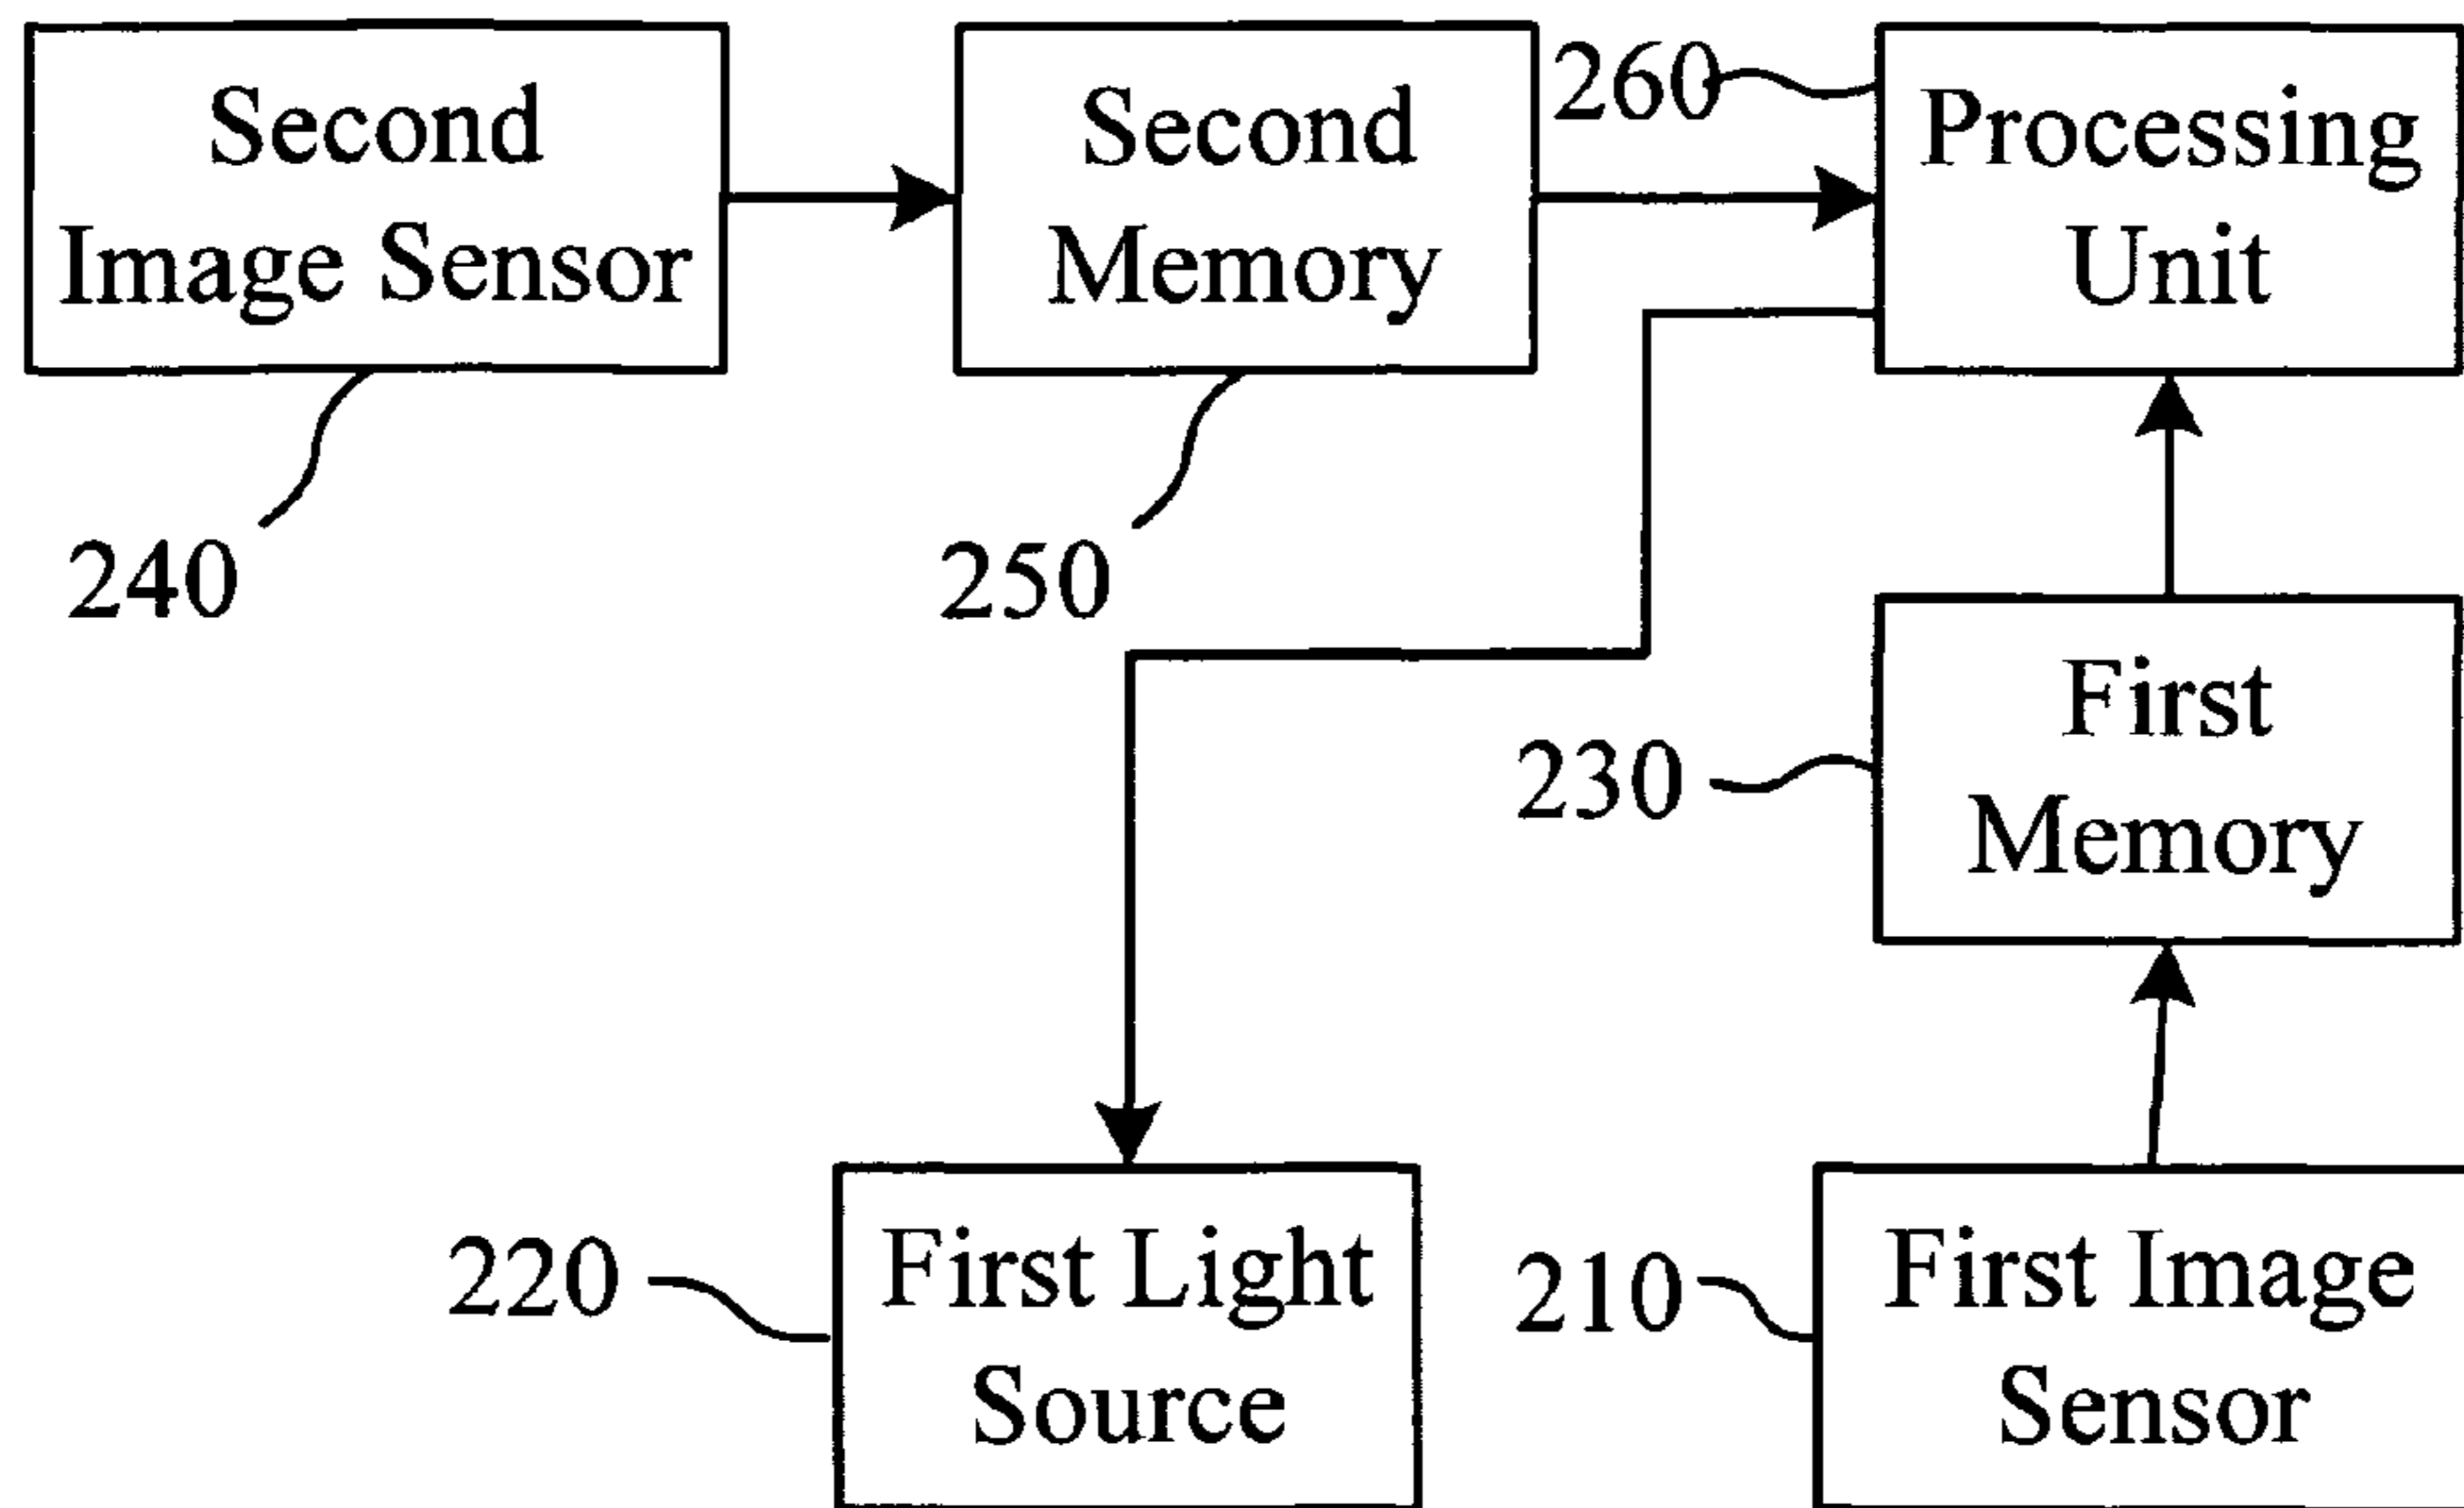 Second
Image Sensor
240
Second
Memory
250
260
Processing
Unit
First
Memory
230
First Light
Source
220
210
First Image
Sensor